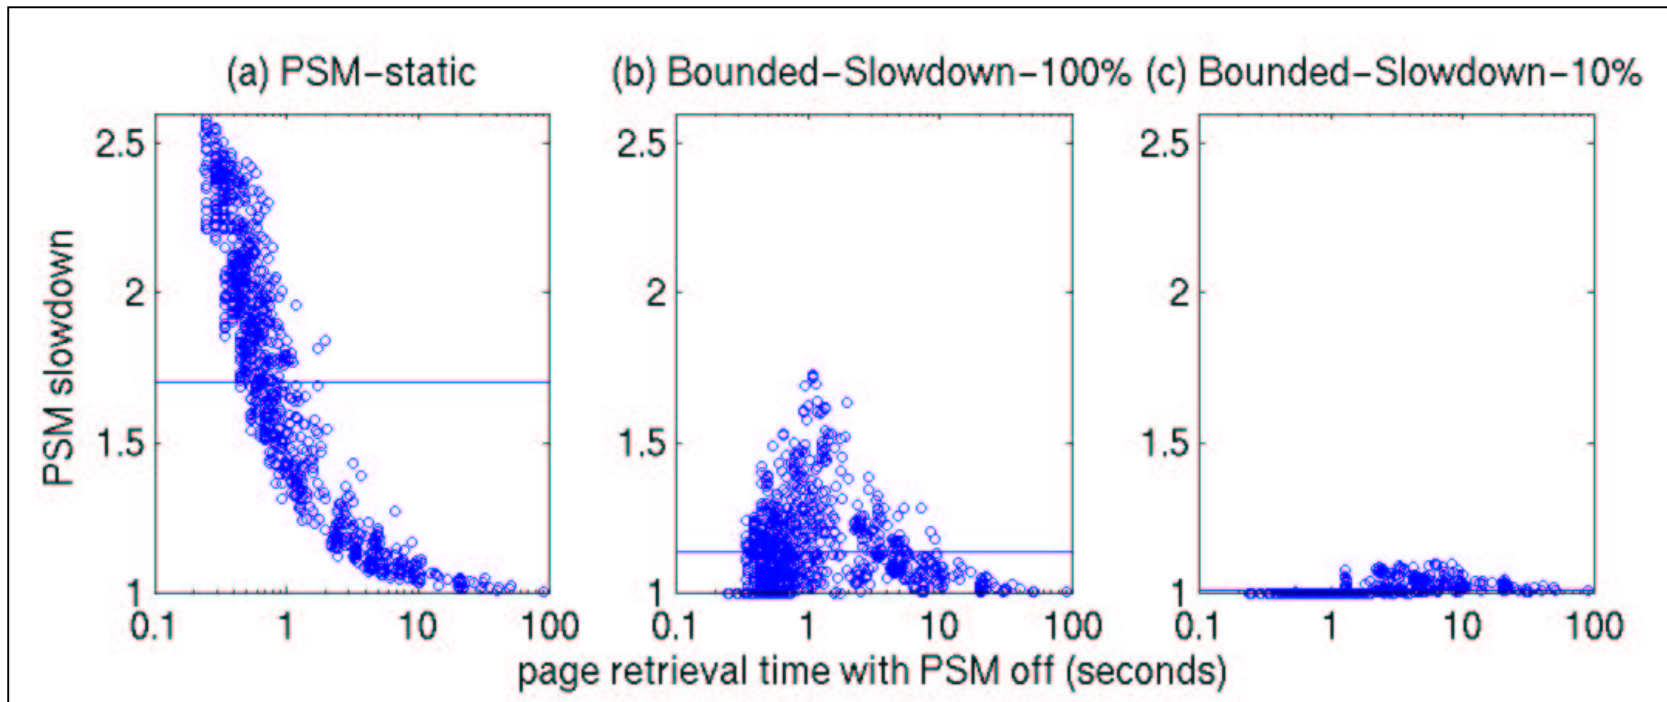 (a) PSM-static
(b) Bounded-Slowdown-100%
(c) Bounded-Slowdown-10%
PSM slowdown
2.5
2
1.5
1
0.1 1 10 100
2.5
2
1.5
1
0.1 1 10 100
2.5
2
1.5
1
0.1 1 10 100
page retrieval time with PSM off (seconds)